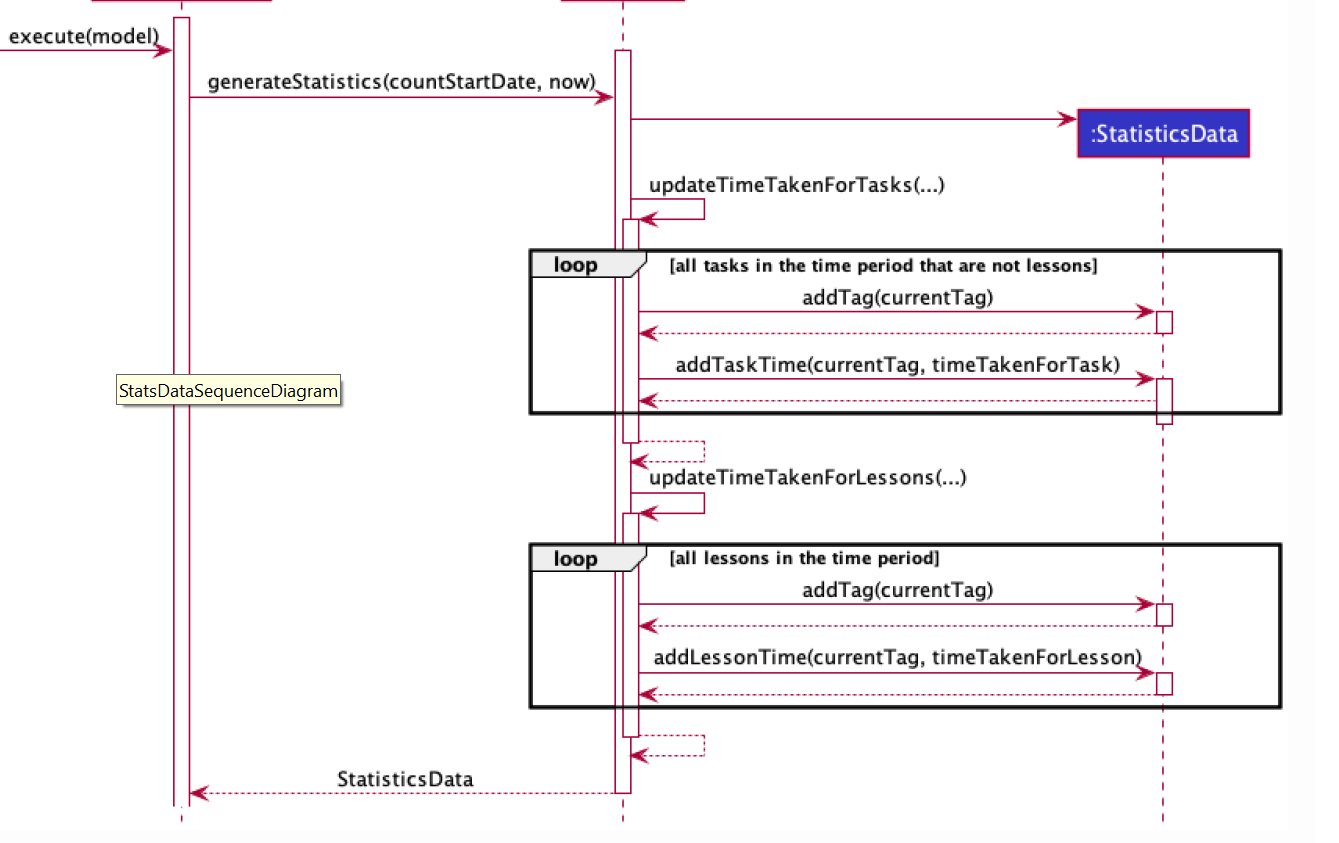 execute(model)
generateStatistics(countStartDate, now)
:StatisticsData
updateTimeTakenForTasks(...)
loop [all tasks in the time period that are not lessons]
addTag(currentTag)
addTaskTime(currentTag, timeTakenForTask)
StatsDataSequenceDiagram
updateTimeTakenForLessons(...)
loop [all lessons in the time period]
addTag(currentTag)
addLessonTime(currentTag, timeTakenForLesson)
StatisticsData